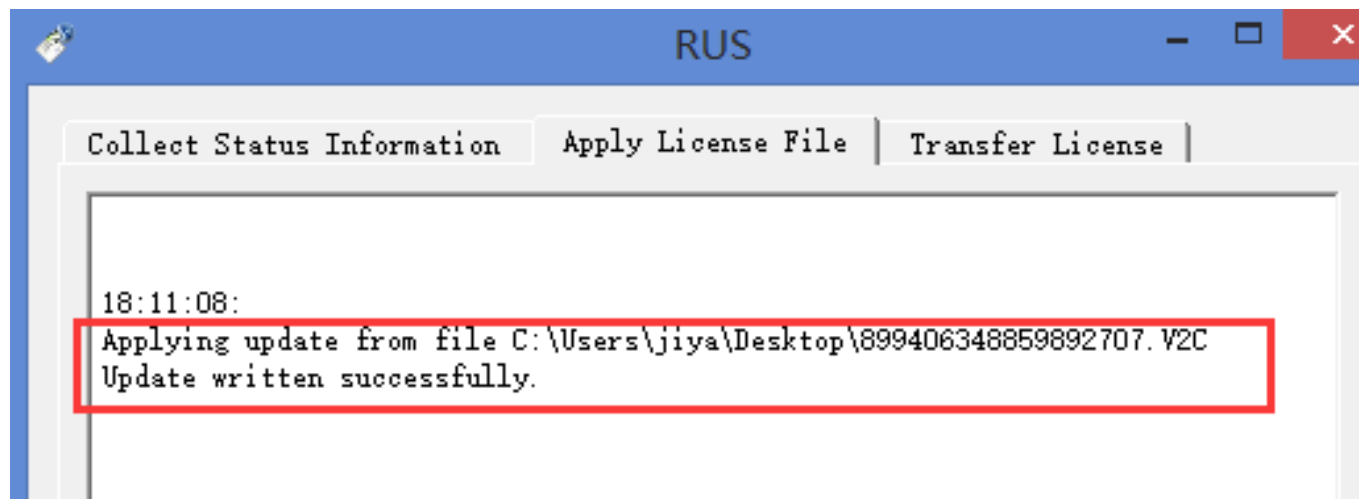 RUS
Collect Status Information
Apply License File
Transfer License
18:11:08:
Applying update from file C:\Users\jiya\Desktop\899406348859892707.V2C
Update written successfully.